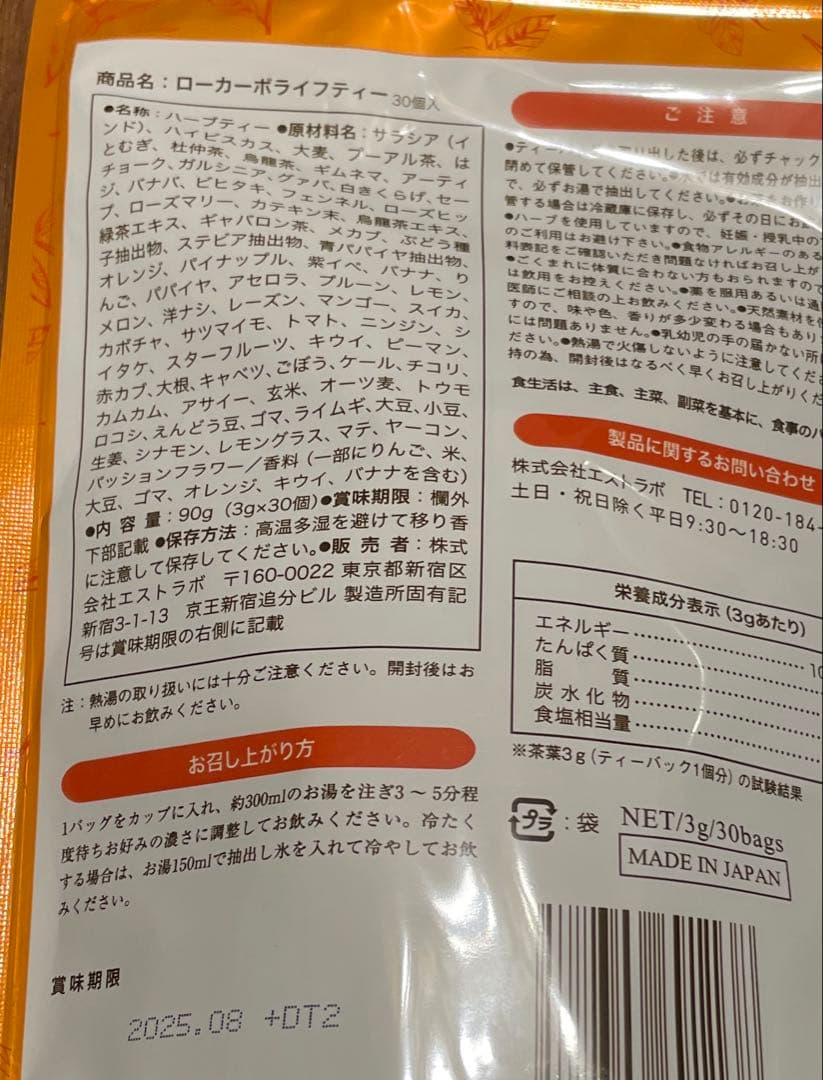 商品名：ローカーボライフティー 30個入
●名称：ハーブティー ●原材料名：サラシア（イ
ンド）、ハイビスカス、大麦、プーアル茶、は
とむぎ、杜仲茶、烏龍茶、ギムネマ、アーティ
チョーク、ガルシニア、グァバ、白きくらげ、セー
ジ、バナバ、ビヒタキ、フェンネル、ローズヒッ
プ、ローズマリー、カテキン末、烏龍茶エキス、
緑茶エキス、ギャバロン茶、メカブ、ぶどう種
子抽出物、ステビア抽出物、青パパイヤ抽出物、
オレンジ、パイナップル、紫イペ、バナナ、り
んご、パパイヤ、アセロラ、プルーン、レモン、
メロン、洋ナシ、レーズン、マンゴー、スイカ、
カボチャ、サツマイモ、トマト、ニンジン、シ
イタケ、スターフルーツ、キウイ、ピーマン、
赤カブ、大根、キャベツ、ごぼう、ケール、チコリ、
カムカム、アサイー、玄米、オーツ麦、トウモ
ロコシ、えんどう豆、ゴマ、ライムギ、大豆、小豆、
生姜、シナモン、レモングラス、マテ、ヤーコン、
パッションフラワー／香料（一部にりんご、米、
大豆、ゴマ、オレンジ、キウイ、バナナを含む）
●内容量：90g（3g×30個）●賞味期限：欄外
下部記載 ●保存方法：高温多湿を避けて移り香
に注意して保存してください。●販売者：株式
会社エストラボ 〒160-0022 東京都新宿区
新宿3-1-13 京王新宿追分ビル 製造所固有記
号は賞味期限の右側に記載
注：熱湯の取り扱いには十分ご注意ください。開封後はお
早めにお飲みください。
お召し上がり方
1バッグをカップに入れ、約300mlのお湯を注ぎ3～5分程
度待ちお好みの濃さに調整してお飲みください。冷たく
する場合は、お湯150mlで抽出し氷を入れて冷やしてお飲
みください。
賞味期限
2025.08 +DT2
ご注意
●ティーバッグを取り出した後は、必ずチャック
閉めて保管してください。●水では有効成分が抽出
で、必ずお湯で抽出してください。●お茶をお作り
管する場合は冷蔵庫に保存し、必ずその日にお飲
●ハーブを使用していますので、妊娠・授乳中の
のご利用はお避け下さい。●食物アレルギーのある
料表記をご確認いただき問題なければお召し上が
●ごくまれに体質に合わない方もおられますので
は飲用をお控えください。●薬を服用あるいは通
医師にご相談の上お飲みください。●天然素材を使
すので、味や色、香りが多少変わる場合もあり
には問題ありません。●乳幼児の手の届かない所に
い。●熱湯で火傷しないように注意してくださ
持の為、開封後はなるべく早くお召し上がりくだ
食生活は、主食、主菜、副菜を基本に、食事のバ
製品に関するお問い合わせ
株式会社エストラボ TEL：0120-184-
土日・祝日除く平日9:30～18:30
栄養成分表示（3gあたり）
エネルギー
たんぱく質
脂質
炭水化物
食塩相当量
※茶葉3g（ティーバック1個分）の試験結果
プラ：袋
NET/3g/30bags
MADE IN JAPAN